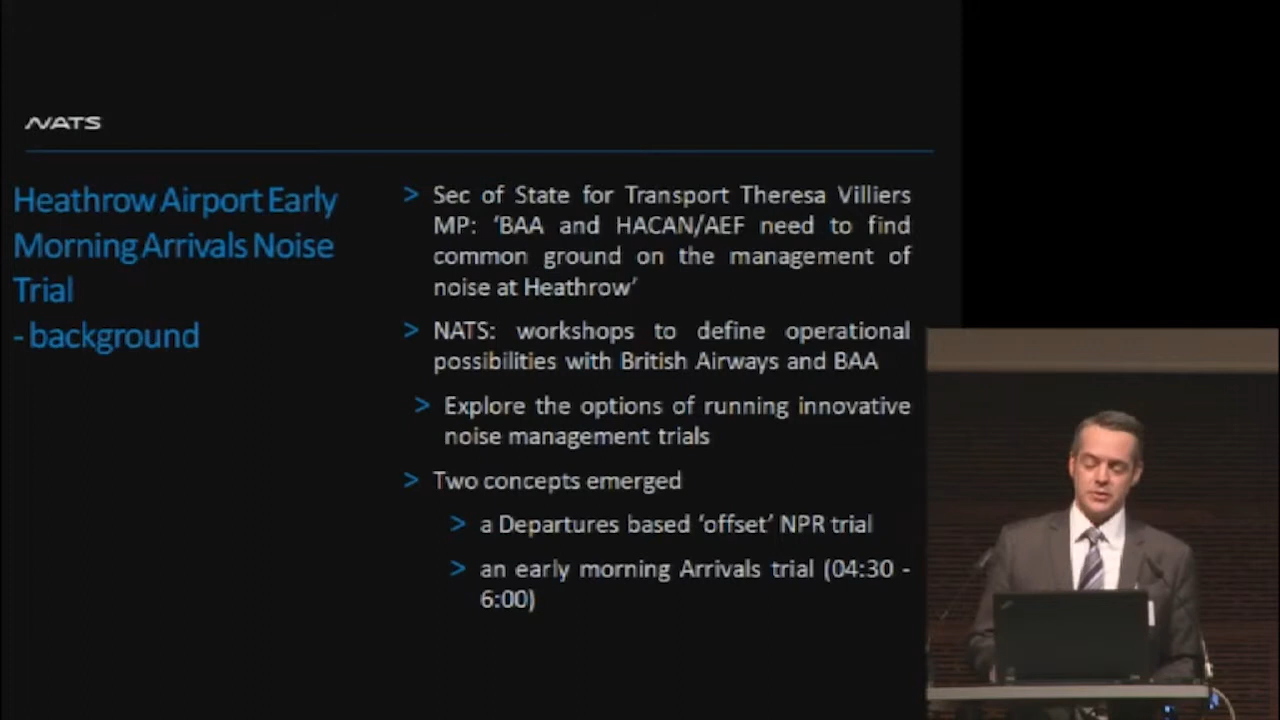 NATS
Heathrow Airport Early
Morning Arrivals Noise
Trial
- background
> Sec of State for Transport Theresa Villiers
MP: ‘BAA and HACAN/AEF need to find
common ground on the management of
noise at Heathrow’
> NATS: workshops to define operational
possibilities with British Airways and BAA
> Explore the options of running innovative
noise management trials
> Two concepts emerged
> a Departures based ‘offset’ NPR trial
> an early morning Arrivals trial (04:30 -
6:00)